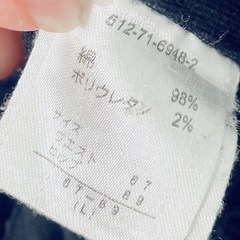 512-71-6948-2
綿 98%
ポリウレタン 2%
サイズ
ウエスト 67
ヒップ 89
67-89
(L)